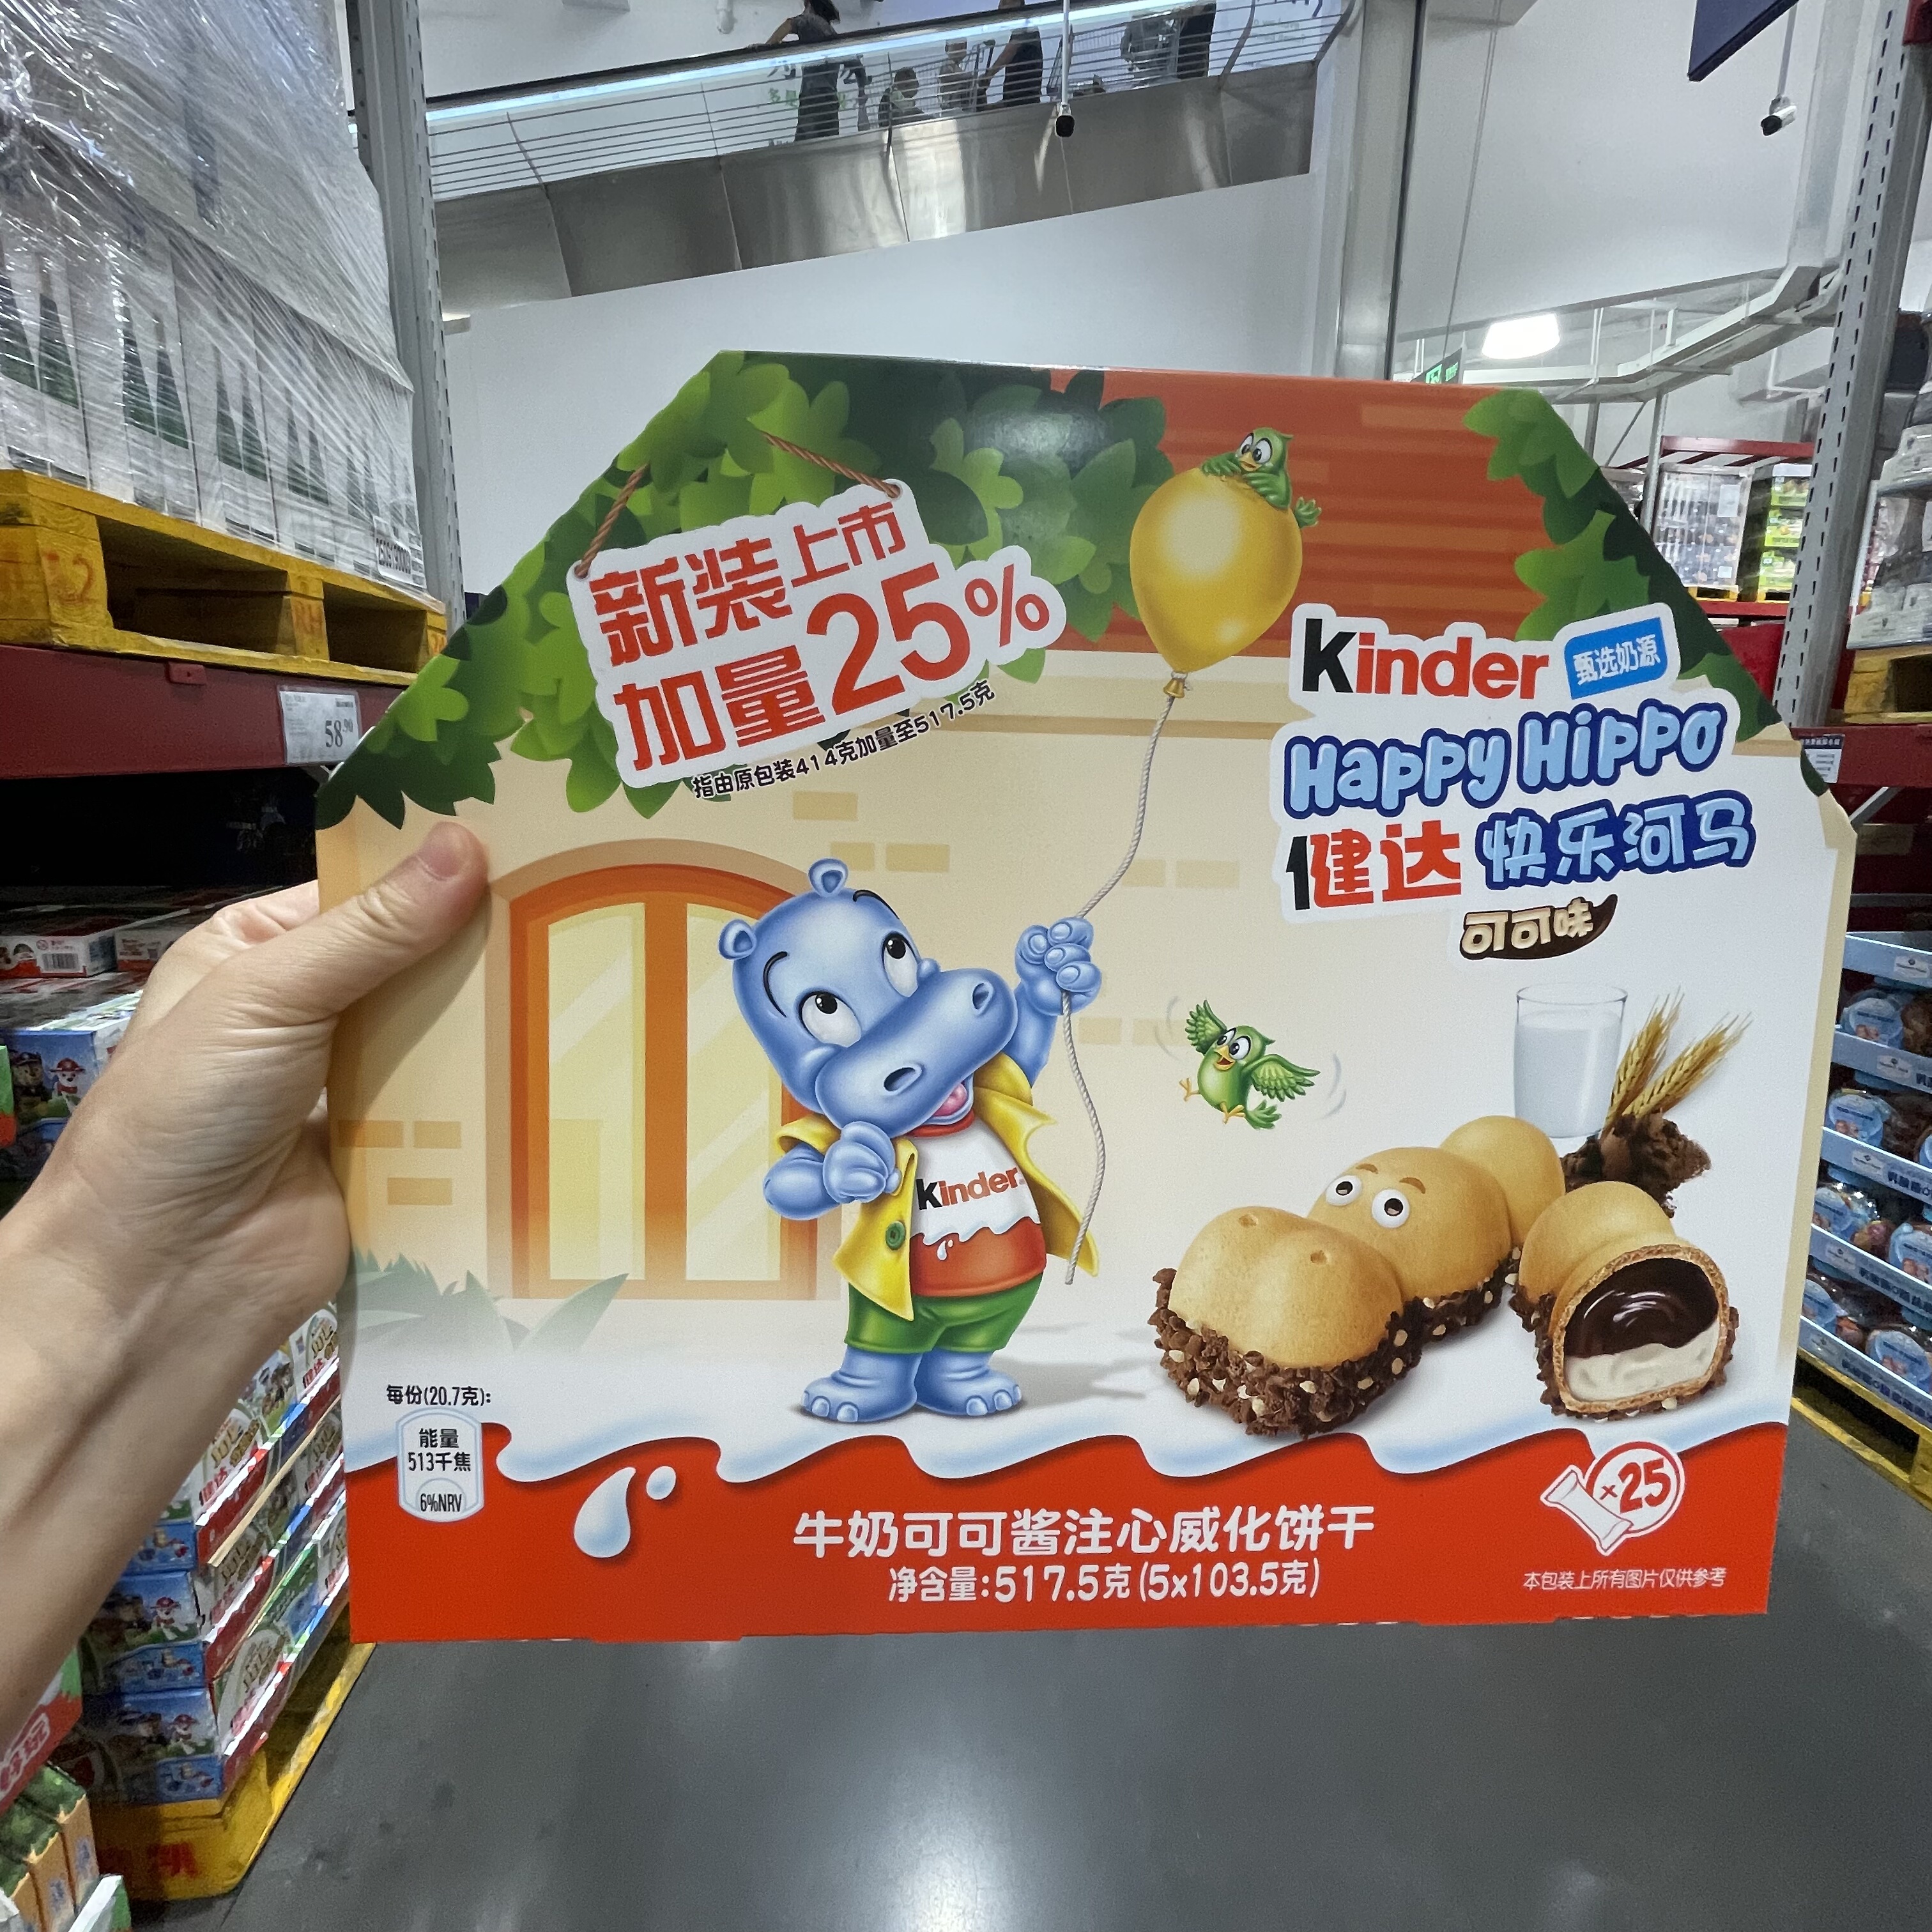 58.90
新装上市
加量25%
指由原包装414克加量至517.5克
Kinder
甄选奶源
Happy Hippo
健达 快乐河马
可可味
Kinder
每份(20.7克):
能量
513千焦
6%NRV
×25
牛奶可可酱注心威化饼干
净含量:517.5克(5x103.5克)
本包装上所有图片仅供参考